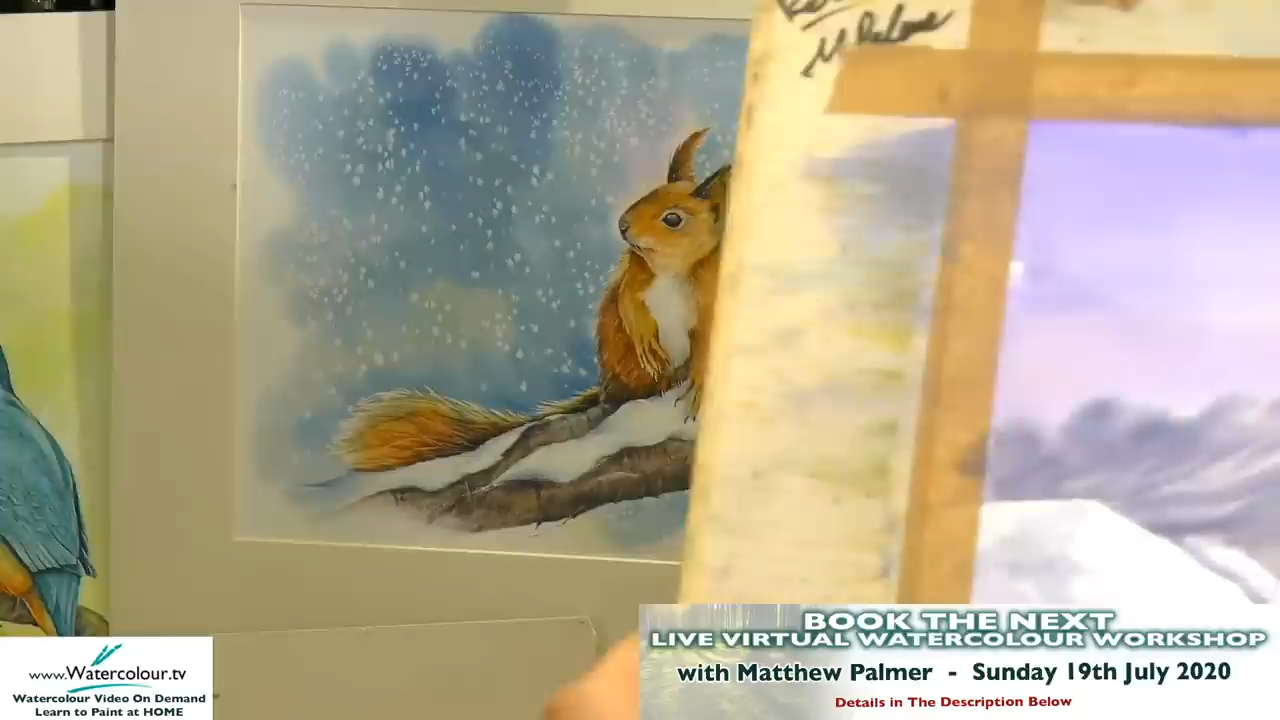 M Palmer
BOOK THE NEXT
LIVE VIRTUAL WATERCOLOUR WORKSHOP
with Matthew Palmer - Sunday 19th July 2020
Details in The Description Below
www.Watercolour.tv
Watercolour Video On Demand
Learn to Paint at HOME